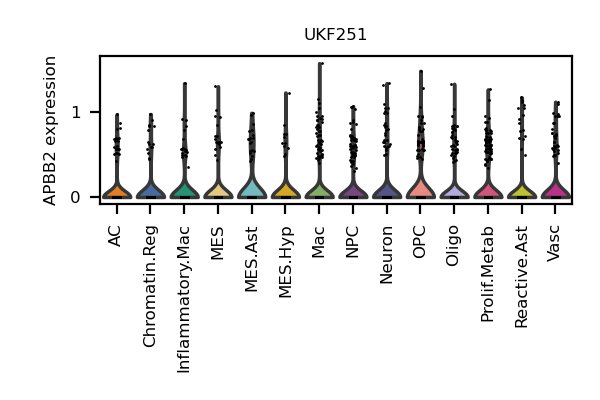 UKF251
APBB2 expression
1
0
AC
Chromatin.Reg
Inflammatory.Mac
MES
MES.Ast
MES.Hyp
Mac
NPC
Neuron
OPC
Oligo
Prolif.Metab
Reactive.Ast
Vasc